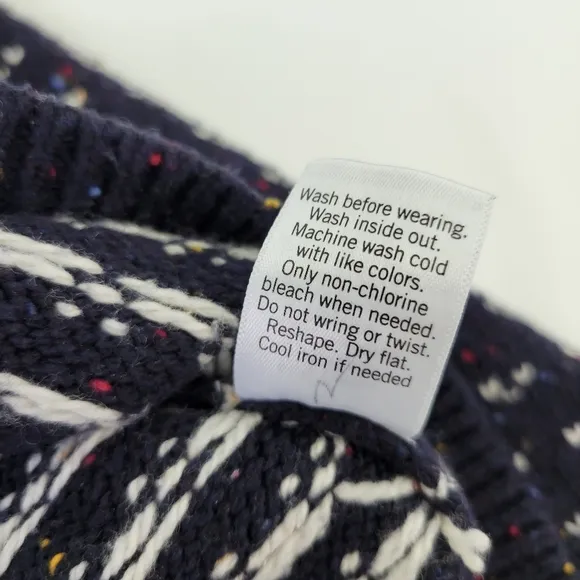 Wash before wearing.
Wash inside out.
Machine wash cold
with like colors.
Only non-chlorine
bleach when needed.
Do not wring or twist.
Reshape. Dry flat.
Cool iron if needed